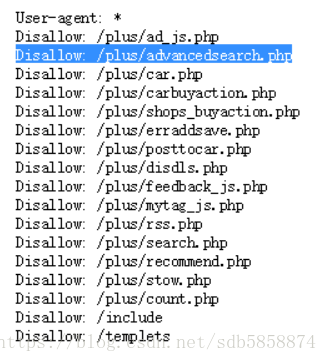 User-agent: *
Disallow: /plus/ad_js.php
Disallow: /plus/advancedsearch.php
Disallow: /plus/car.php
Disallow: /plus/carbuyaction.php
Disallow: /plus/shops_buyaction.php
Disallow: /plus/erraddsave.php
Disallow: /plus/posttocar.php
Disallow: /plus/disdls.php
Disallow: /plus/feedback_js.php
Disallow: /plus/mytag_js.php
Disallow: /plus/rss.php
Disallow: /plus/search.php
Disallow: /plus/recommend.php
Disallow: /plus/stow.php
Disallow: /plus/count.php
Disallow: /include
Disallow: /templets
https://blog.csdn.net/sdb5858874